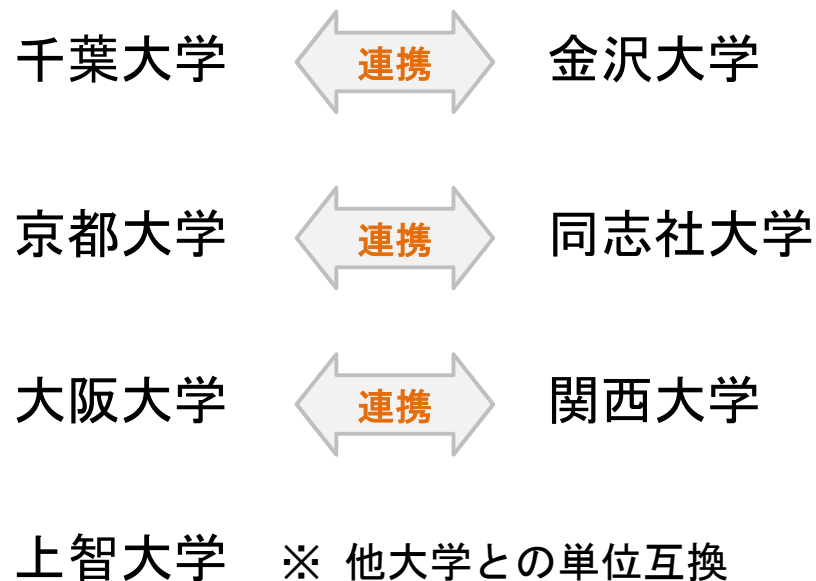 千葉大学 連携 金沢大学
京都大学 連携 同志社大学
大阪大学 連携 関西大学
上智大学 ※ 他大学との単位互換